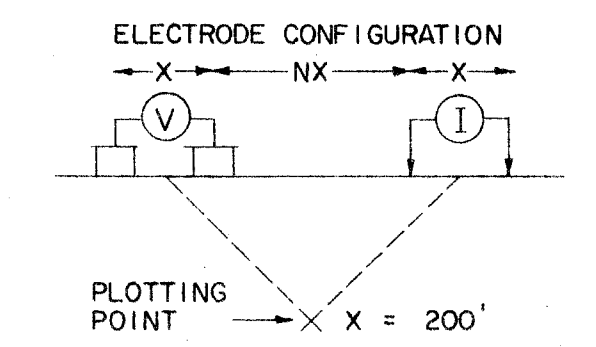 ELECTRODE CONFIGURATION
X NX X
V I
PLOTTING
POINT X = 200'